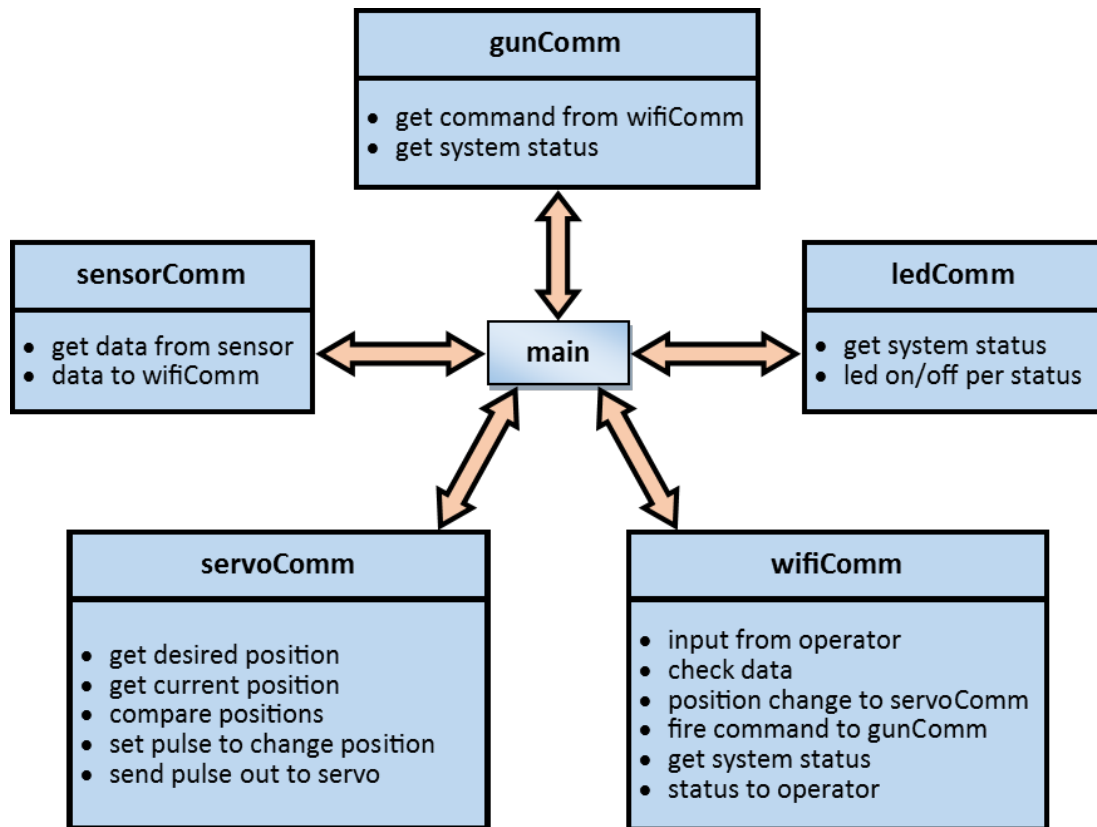 gunComm
• get command from wifiComm
• get system status
sensorComm
• get data from sensor
• data to wifiComm
main
ledComm
• get system status
• led on/off per status
servoComm
• get desired position
• get current position
• compare positions
• set pulse to change position
• send pulse out to servo
wifiComm
• input from operator
• check data
• position change to servoComm
• fire command to gunComm
• get system status
• status to operator